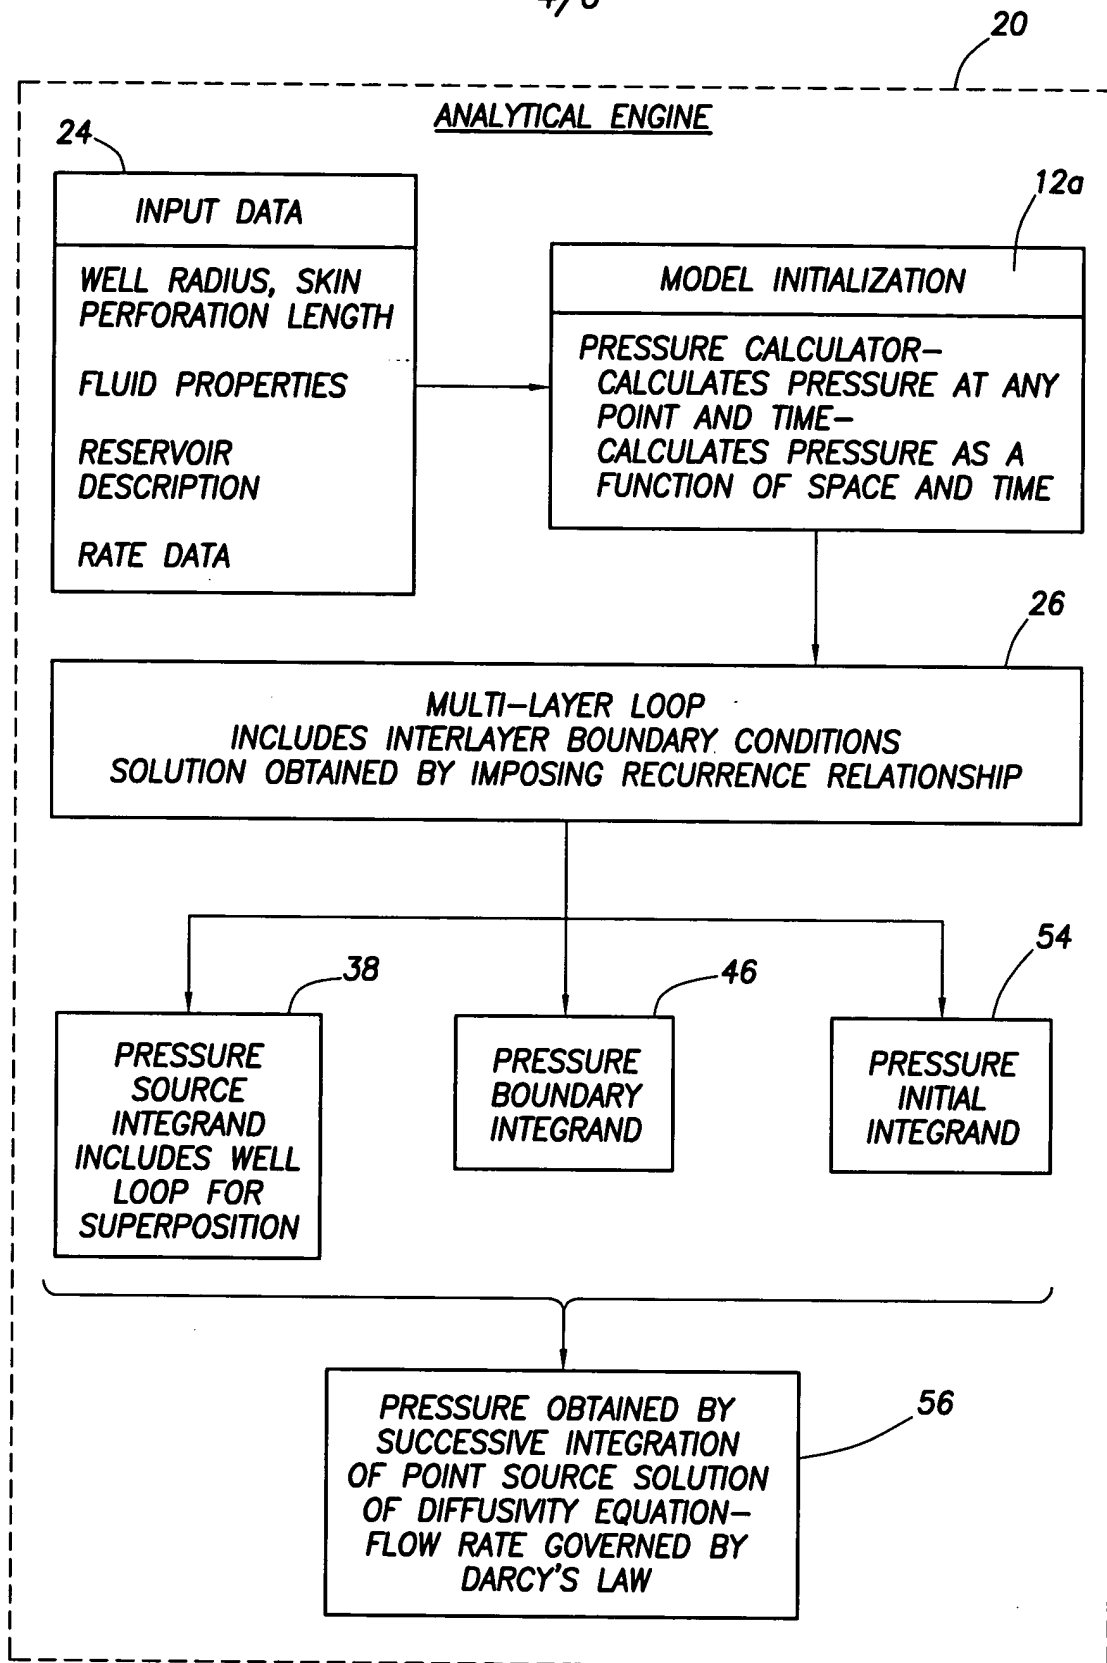 20
ANALYTICAL ENGINE
24
INPUT DATA
WELL RADIUS, SKIN
PERFORATION LENGTH
FLUID PROPERTIES
RESERVOIR
DESCRIPTION
RATE DATA
12a
MODEL INITIALIZATION
PRESSURE CALCULATOR–
CALCULATES PRESSURE AT ANY
POINT AND TIME–
CALCULATES PRESSURE AS A
FUNCTION OF SPACE AND TIME
26
MULTI–LAYER LOOP
INCLUDES INTERLAYER BOUNDARY CONDITIONS
SOLUTION OBTAINED BY IMPOSING RECURRENCE RELATIONSHIP
38
PRESSURE
SOURCE
INTEGRAND
INCLUDES WELL
LOOP FOR
SUPERPOSITION
46
PRESSURE
BOUNDARY
INTEGRAND
54
PRESSURE
INITIAL
INTEGRAND
56
PRESSURE OBTAINED BY
SUCCESSIVE INTEGRATION
OF POINT SOURCE SOLUTION
OF DIFFUSIVITY EQUATION–
FLOW RATE GOVERNED BY
DARCY'S LAW